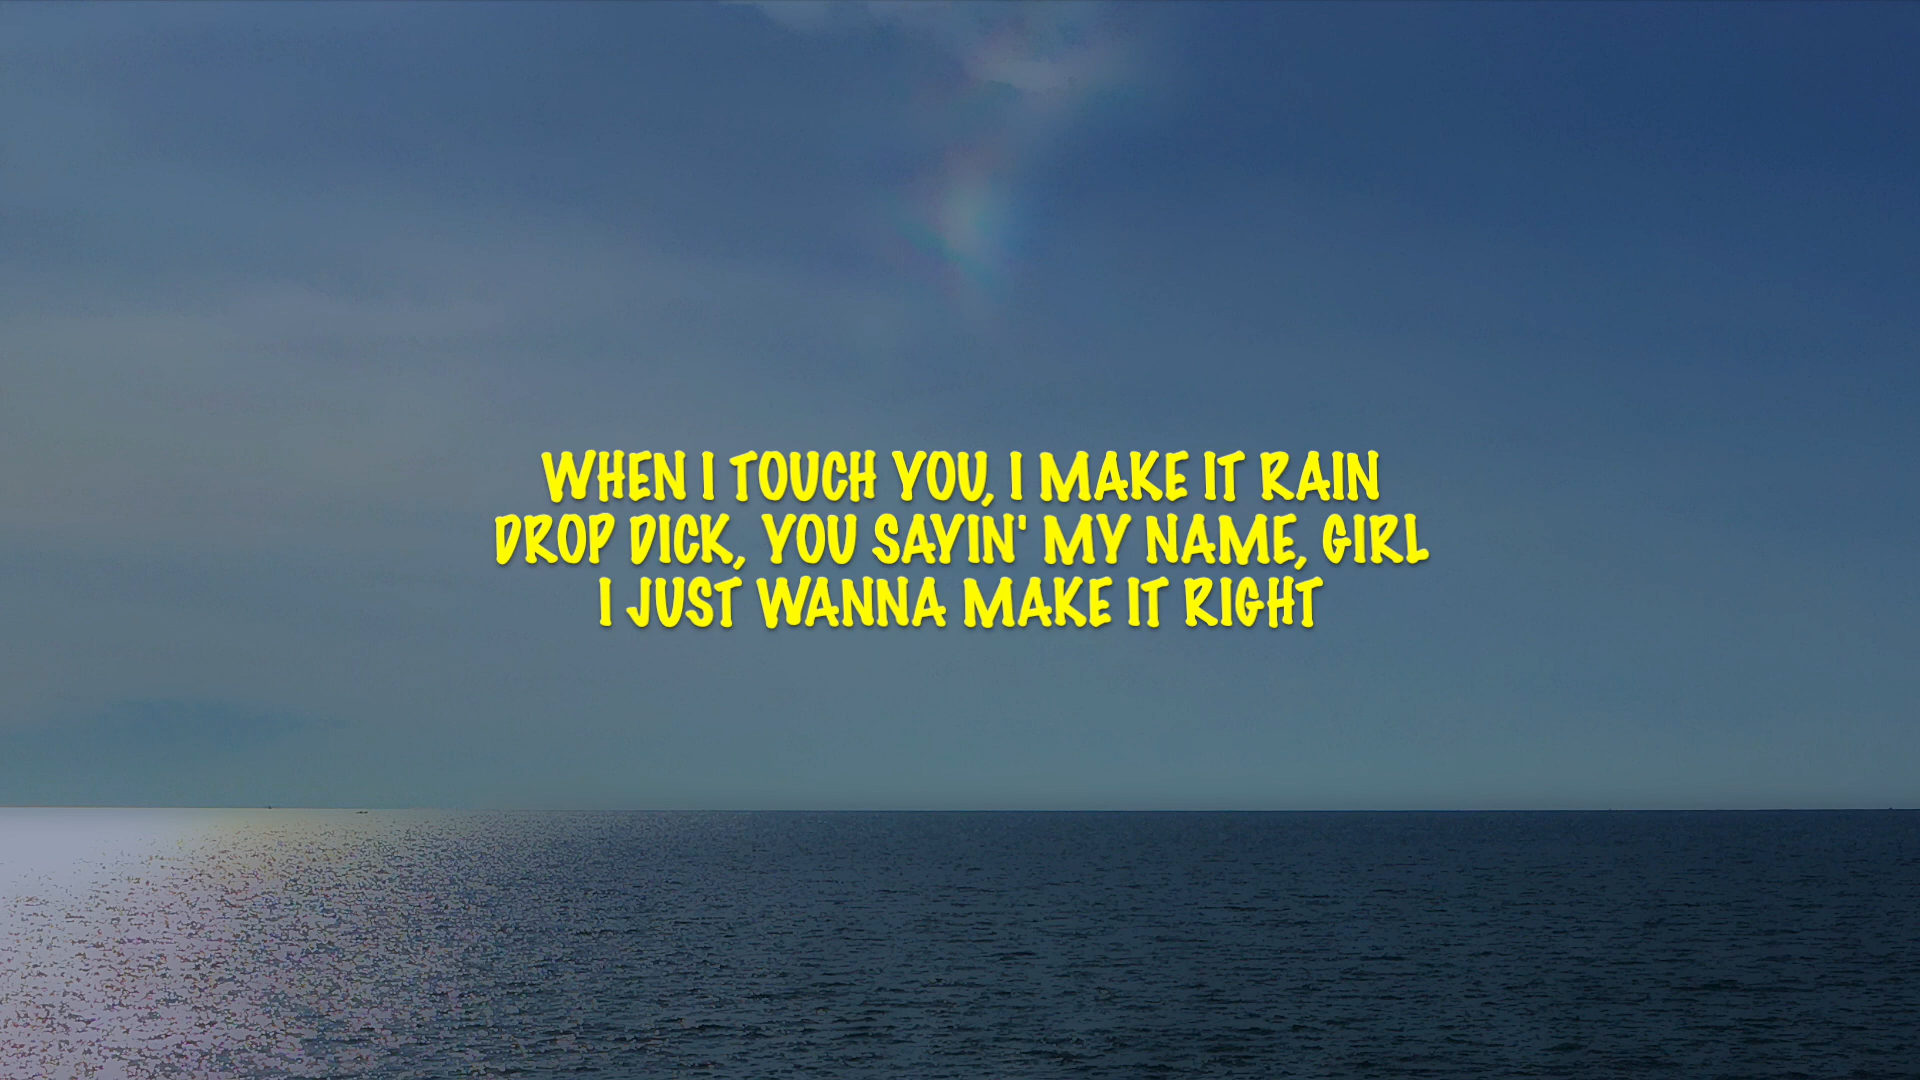 WHEN I TOUCH YOU, I MAKE IT RAIN
DROP DICK, YOU SAYIN' MY NAME, GIRL
I JUST WANNA MAKE IT RIGHT